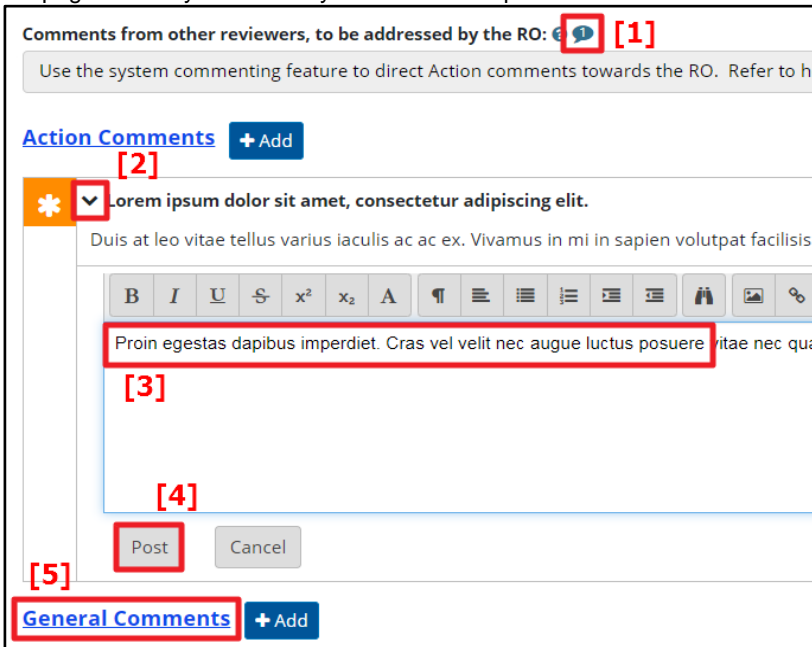 Comments from other reviewers, to be addressed by the RO: ? 1 [1]
Use the system commenting feature to direct Action comments towards the RO. Refer to h
Action Comments + Add
[2]
Lorem ipsum dolor sit amet, consectetur adipiscing elit.
Duis at leo vitae tellus varius iaculis ac ac ex. Vivamus in mi in sapien volutpat facilisis
B I U S x² x₂ A ¶
Proin egestas dapibus imperdiet. Cras vel velit nec augue luctus posuere vitae nec qua
[3]
[4]
Post Cancel
[5]
General Comments + Add